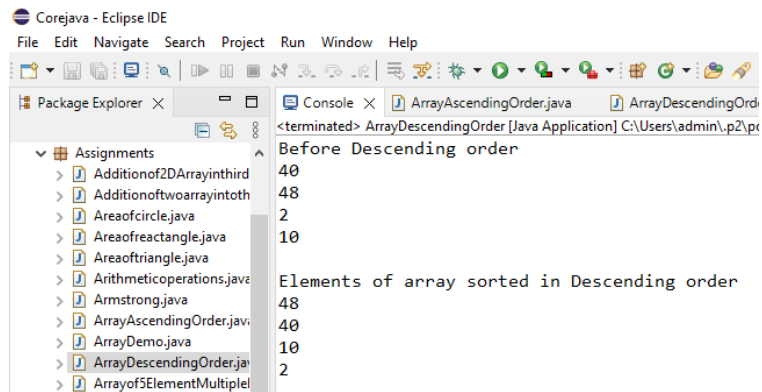 Corejava - Eclipse IDE
File Edit Navigate Search Project Run Window Help
Package Explorer
Console ArrayAscendingOrder.java ArrayDescendingOrde
<terminated> ArrayDescendingOrder [Java Application] C:\Users\admin\.p2\po
Assignments
Additionof2DArrayinthird
Additionoftwoarrayintoth
Areaofcircle.java
Areaofreactangle.java
Areaoftriangle.java
Arithmeticoperations.java
Armstrong.java
ArrayAscendingOrder.java
ArrayDemo.java
ArrayDescendingOrder.jav
Arrayof5ElementMultiplel
Before Descending order
40
48
2
10
Elements of array sorted in Descending order
48
40
10
2